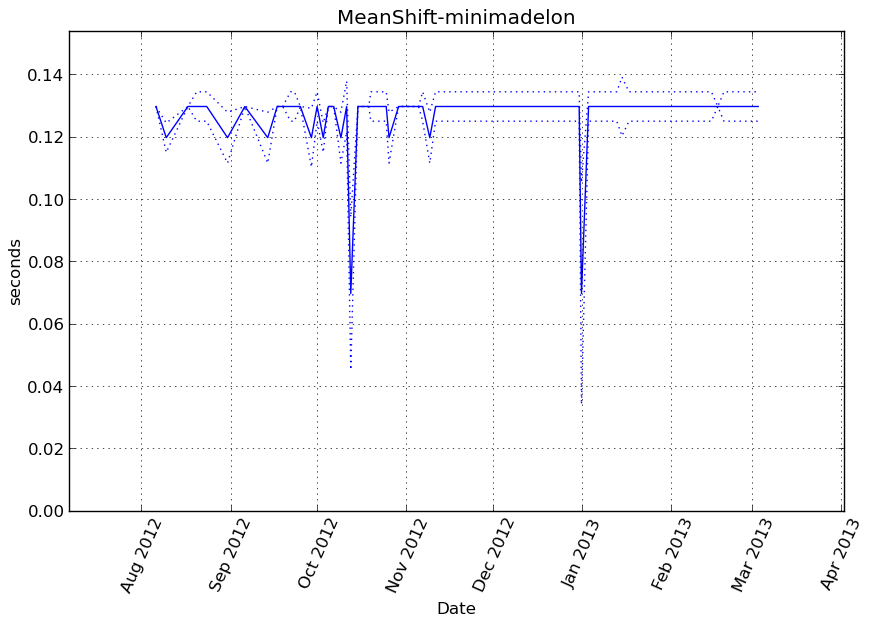 MeanShift-minimadelon
0.14
0.12
0.10
0.08
0.06
0.04
0.02
0.00
seconds
Aug 2012
Sep 2012
Oct 2012
Nov 2012
Dec 2012
Jan 2013
Feb 2013
Mar 2013
Apr 2013
Date